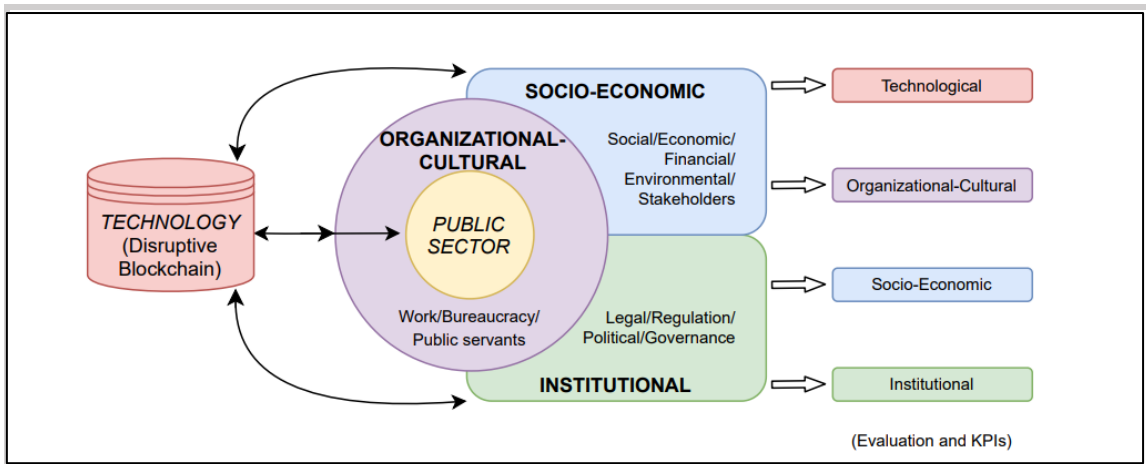 SOCIO-ECONOMIC
Social/Economic/
Financial/
Environmental/
Stakeholders
ORGANIZATIONAL-
CULTURAL
TECHNOLOGY
(Disruptive
Blockchain)
PUBLIC
SECTOR
Work/Bureaucracy/
Public servants
Legal/Regulation/
Political/Governance
INSTITUTIONAL
Technological
Organizational-Cultural
Socio-Economic
Institutional
(Evaluation and KPIs)